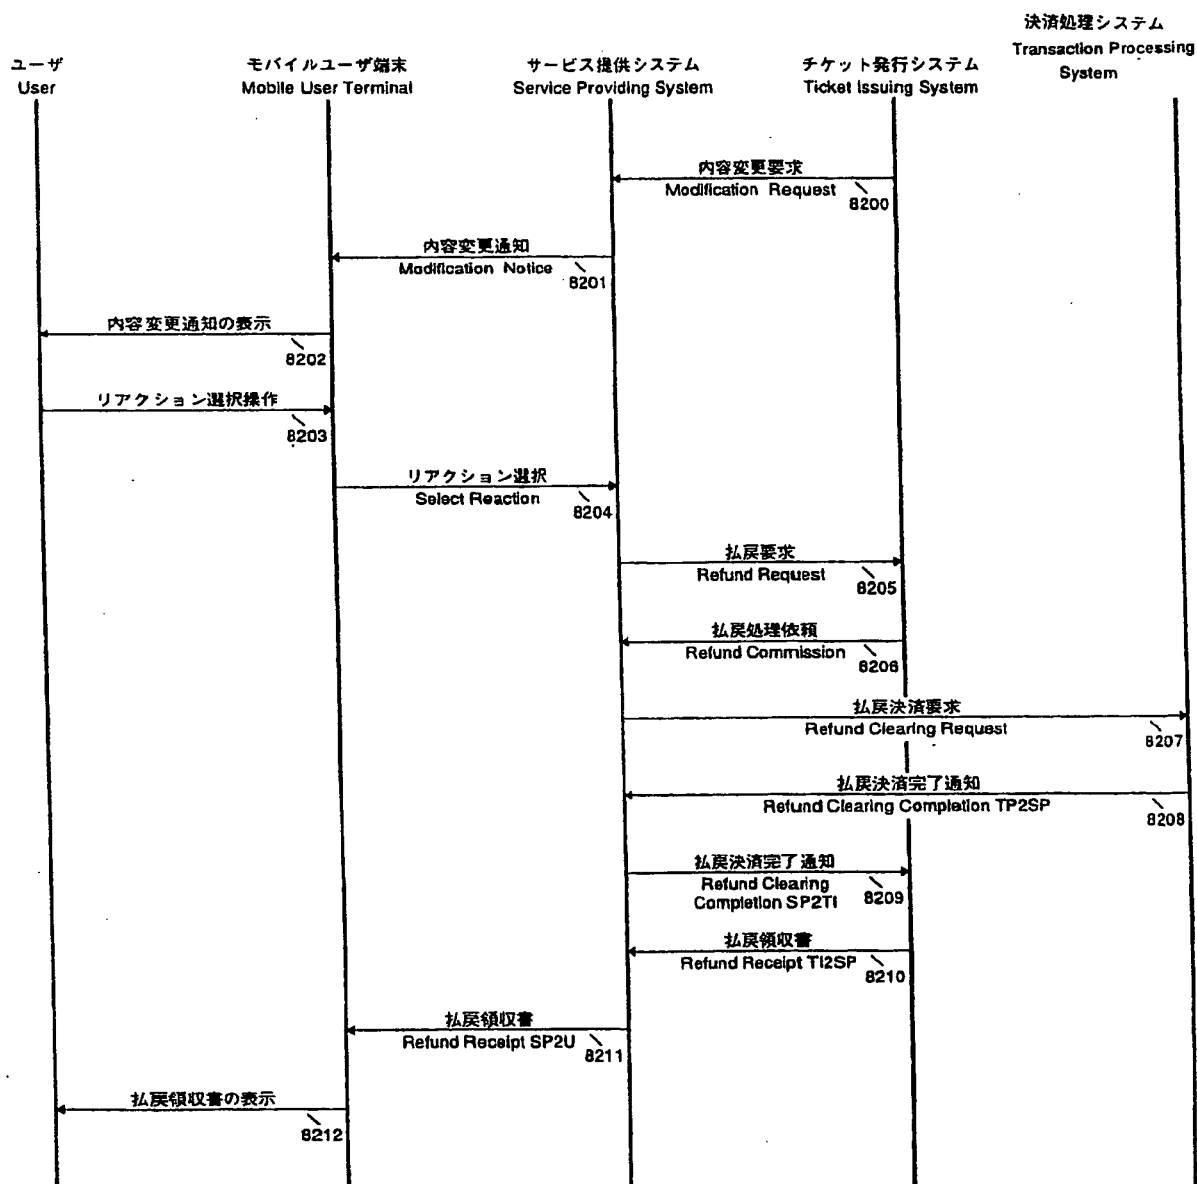 決済処理システム
Transaction Processing
System
ユーザ
User
モバイルユーザ端末
Mobile User Terminal
サービス提供システム
Service Providing System
チケット発行システム
Ticket Issuing System
内容変更要求
Modification Request
8200
内容変更通知
Modification Notice
8201
内容変更通知の表示
8202
リアクション選択操作
8203
リアクション選択
Select Reaction
8204
払戻要求
Refund Request
8205
払戻処理依頼
Refund Commission
8206
払戻決済要求
Refund Clearing Request
8207
払戻決済完了通知
Refund Clearing Completion TP2SP
8208
払戻決済完了通知
Refund Clearing
Completion SP2TI
8209
払戻領収書
Refund Receipt TI2SP
8210
払戻領収書
Refund Receipt SP2U
8211
払戻領収書の表示
8212